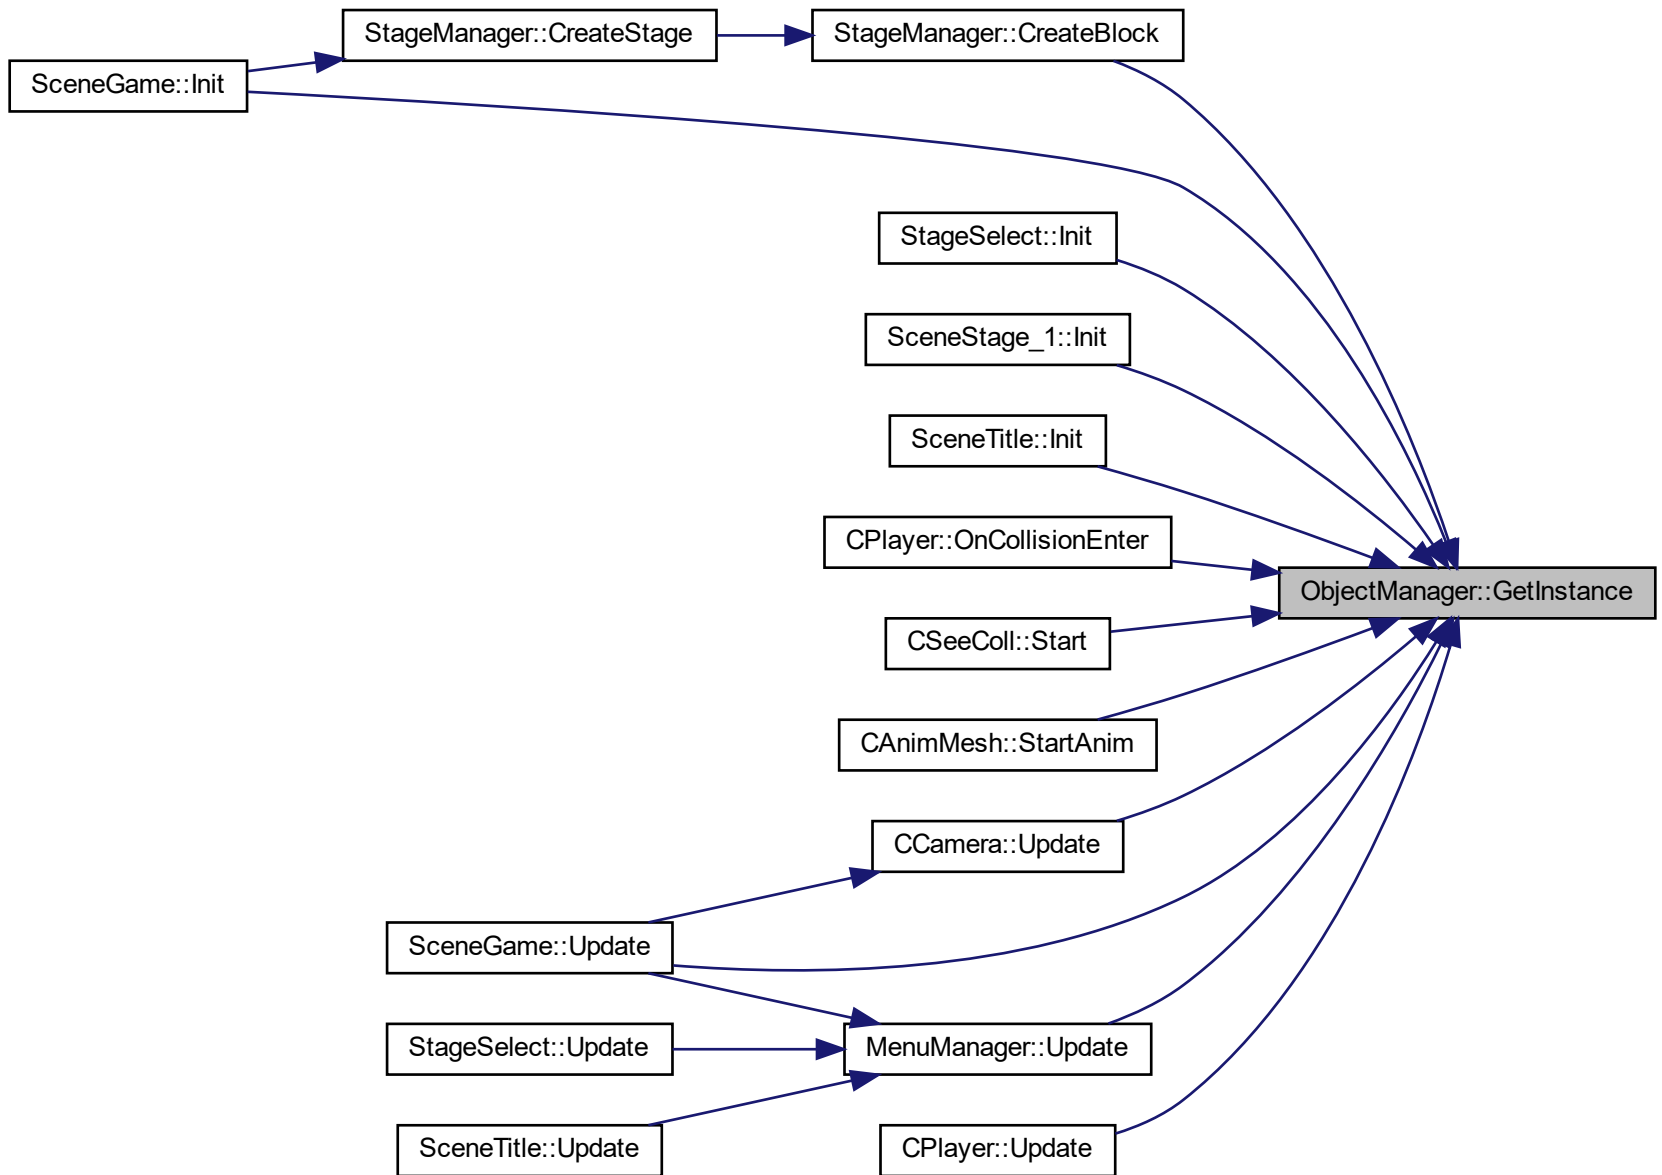 StageManager::CreateStage
StageManager::CreateBlock
SceneGame::Init
StageSelect::Init
SceneStage_1::Init
SceneTitle::Init
CPlayer::OnCollisionEnter
ObjectManager::GetInstance
CSeeColl::Start
CAnimMesh::StartAnim
CCamera::Update
SceneGame::Update
StageSelect::Update
MenuManager::Update
SceneTitle::Update
CPlayer::Update